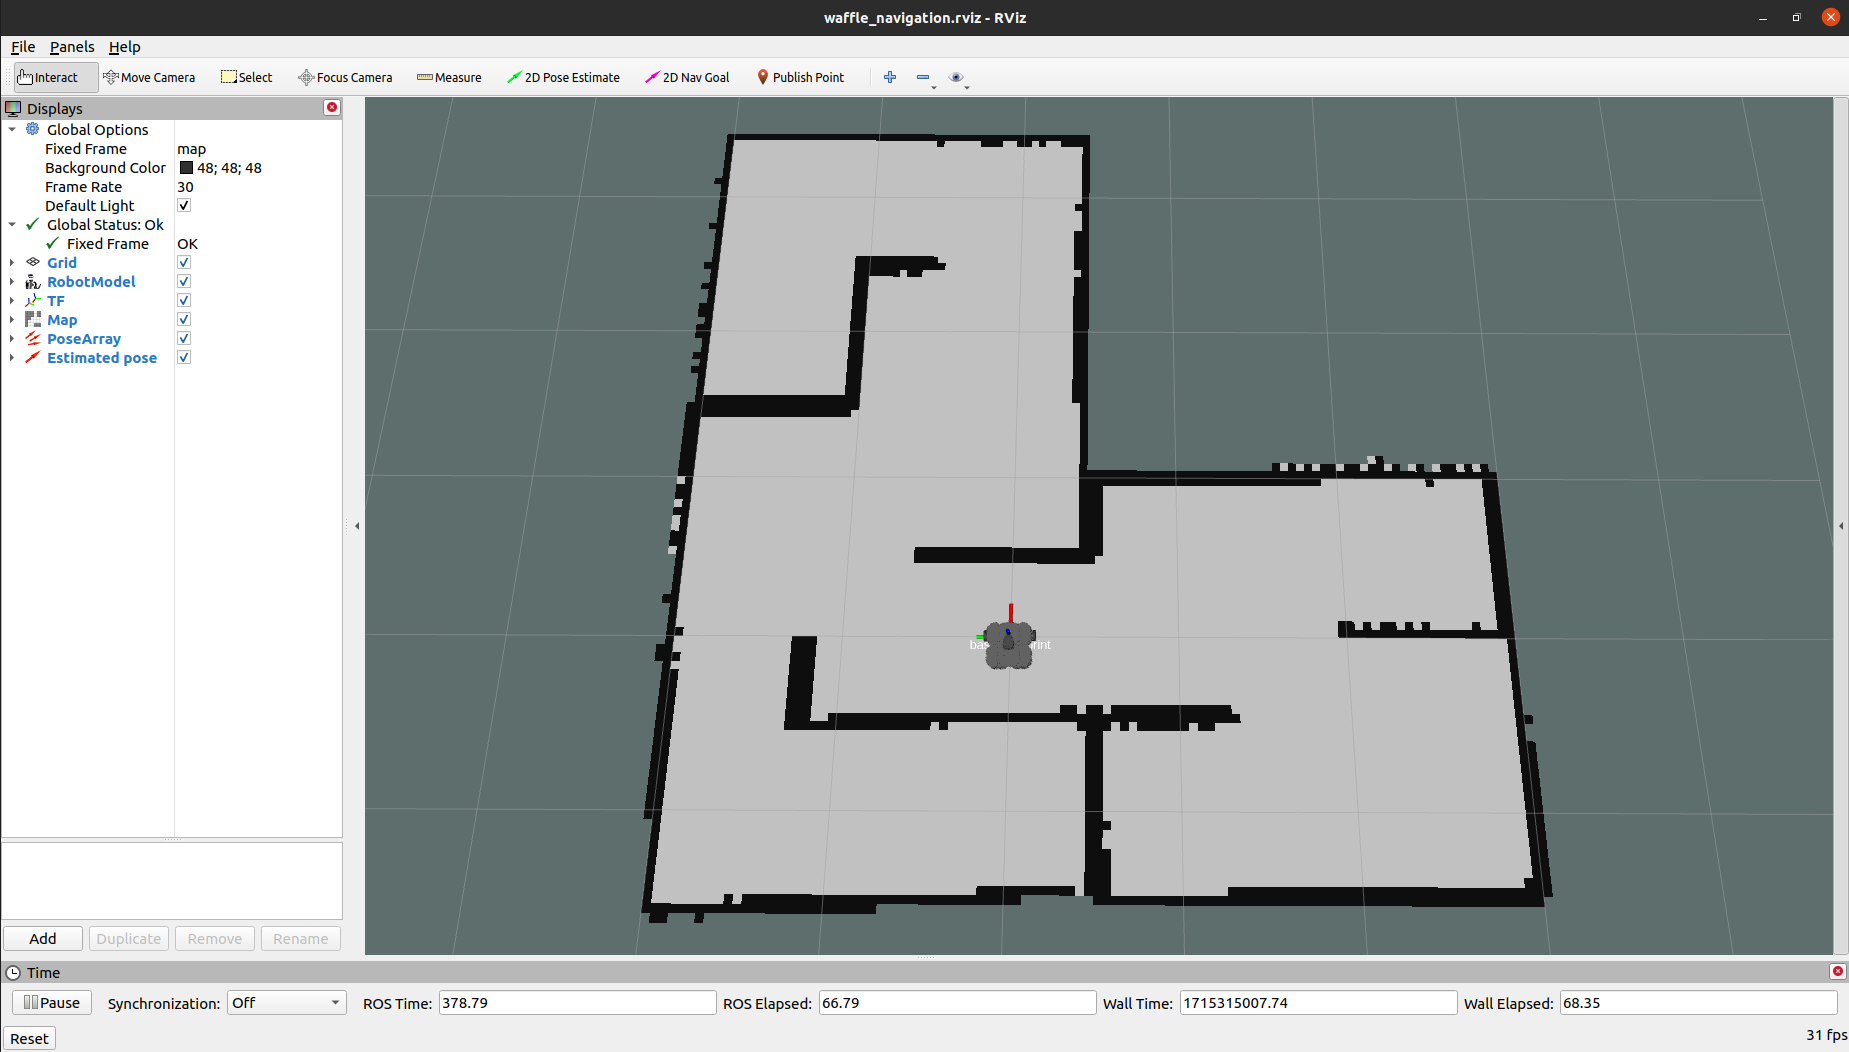 waffle_navigation.rviz - RViz
File Panels Help
Interact Move Camera Select Focus Camera Measure 2D Pose Estimate 2D Nav Goal Publish Point
Displays
Global Options
Fixed Frame map
Background Color 48; 48; 48
Frame Rate 30
Default Light
Global Status: Ok
Fixed Frame OK
Grid
RobotModel
TF
Map
PoseArray
Estimated pose
bas rint
Add Duplicate Remove Rename
Time
Pause Synchronization: Off ROS Time: 378.79 ROS Elapsed: 66.79 Wall Time: 1715315007.74 Wall Elapsed: 68.35
Reset 31 fps